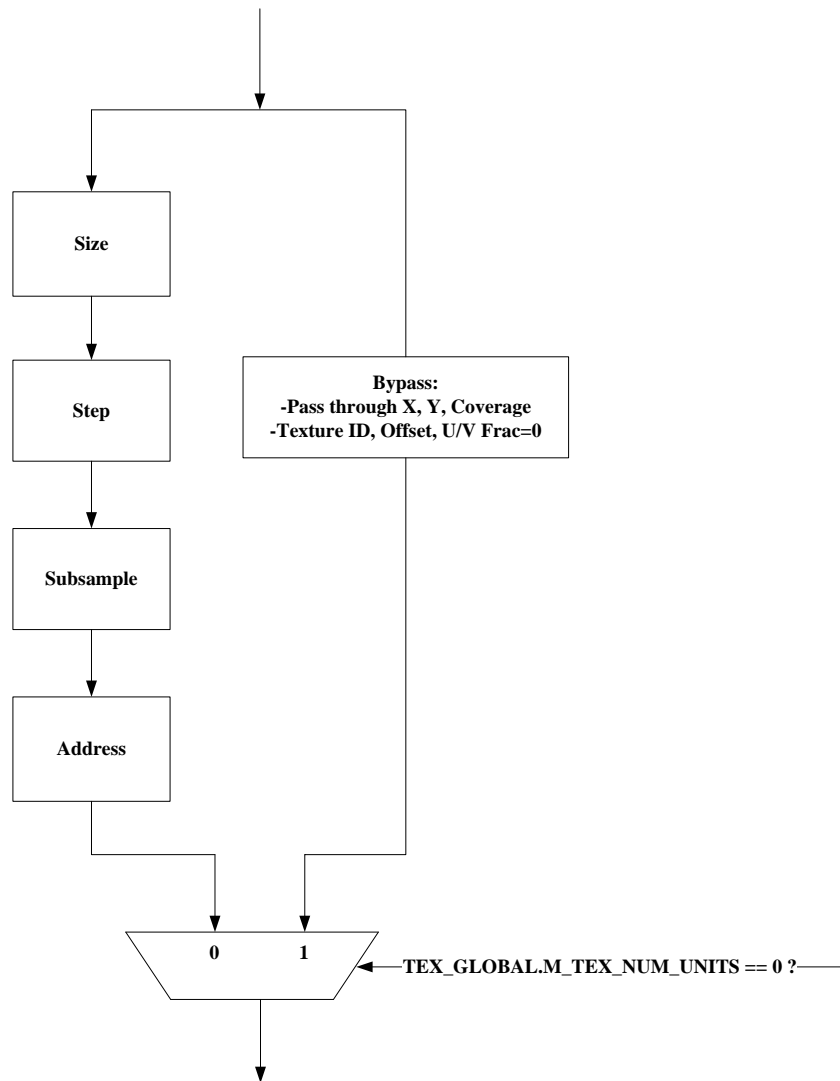 Size
Step
Bypass:
-Pass through X, Y, Coverage
-Texture ID, Offset, U/V Frac=0
Subsample
Address
0
1
TEX_GLOBAL.M_TEX_NUM_UNITS == 0 ?